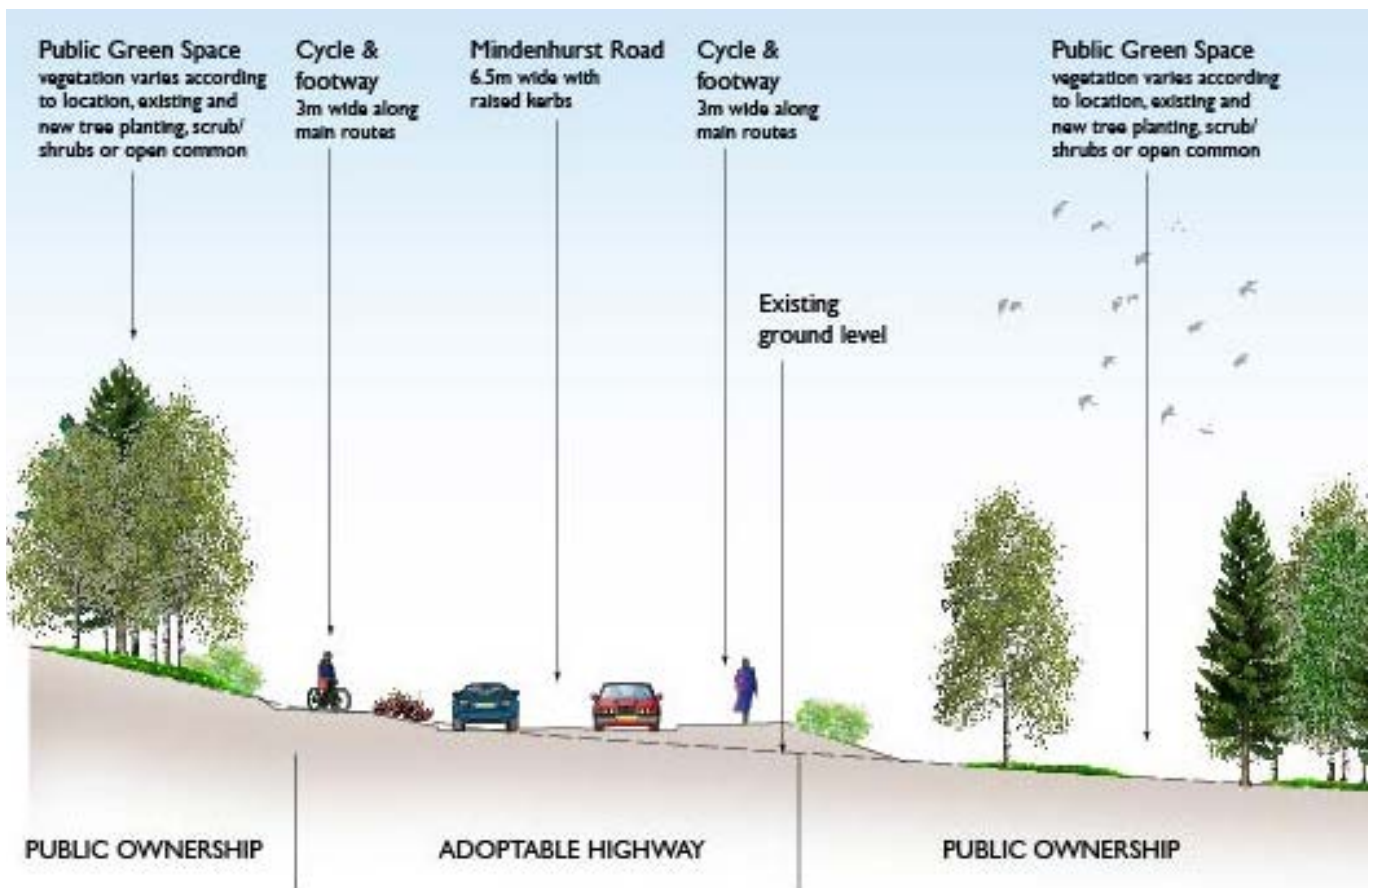 Public Green Space
vegetation varies according
to location, existing and
new tree planting, scrub/
shrubs or open common
Cycle &
footway
3m wide along
main routes
Mindenhurst Road
6.5m wide with
raised kerbs
Cycle &
footway
3m wide along
main routes
Public Green Space
vegetation varies according
to location, existing and
new tree planting, scrub/
shrubs or open common
Existing
ground level
PUBLIC OWNERSHIP
ADOPTABLE HIGHWAY
PUBLIC OWNERSHIP